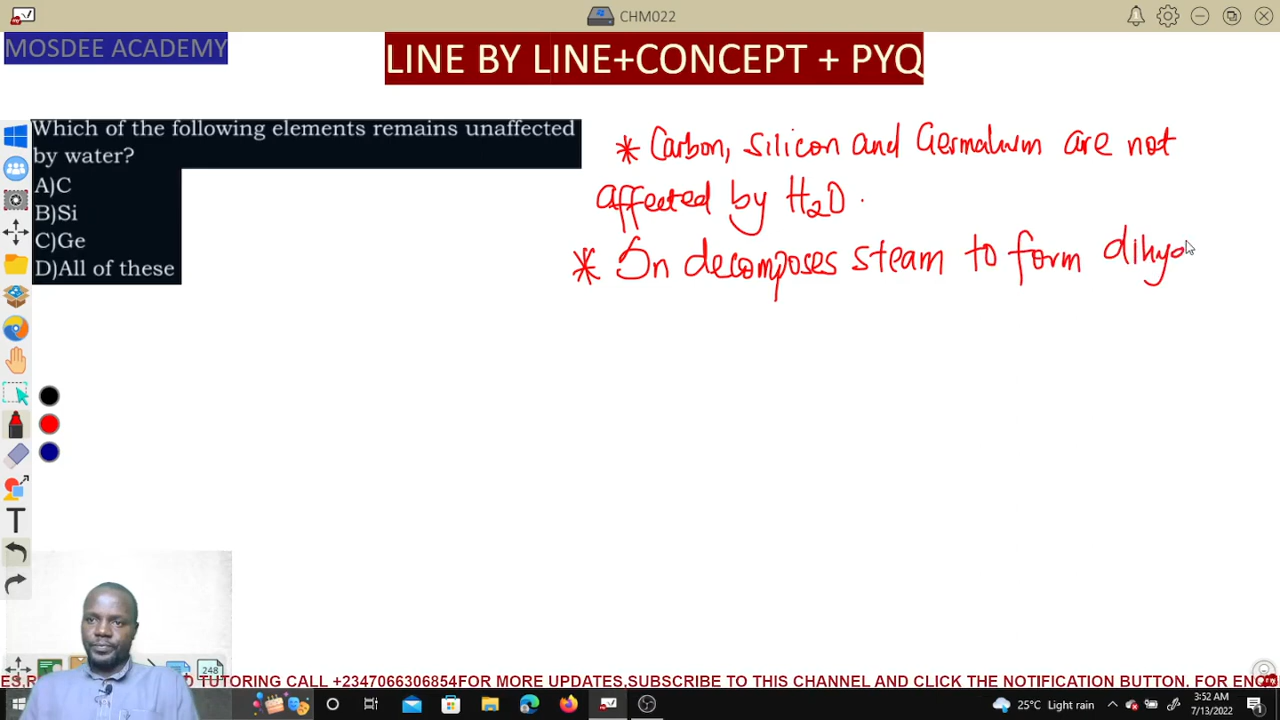 CHM022
MOSDEE ACADEMY
LINE BY LINE+CONCEPT + PYQ
Which of the following elements remains unaffected
by water?
A)C
B)Si
C)Ge
D)All of these
* Carbon, Silicon and Germanium are not
affected by H2O.
* Sn decomposes steam to form dihyo
T
248
TUTORING CALL +2347066306854FOR MORE UPDATES,SUBSCRIBE TO THIS CHANNEL AND CLICK THE NOTIFICATION BUTTON. FOR
25°C Light rain
3:52 AM
7/13/2022